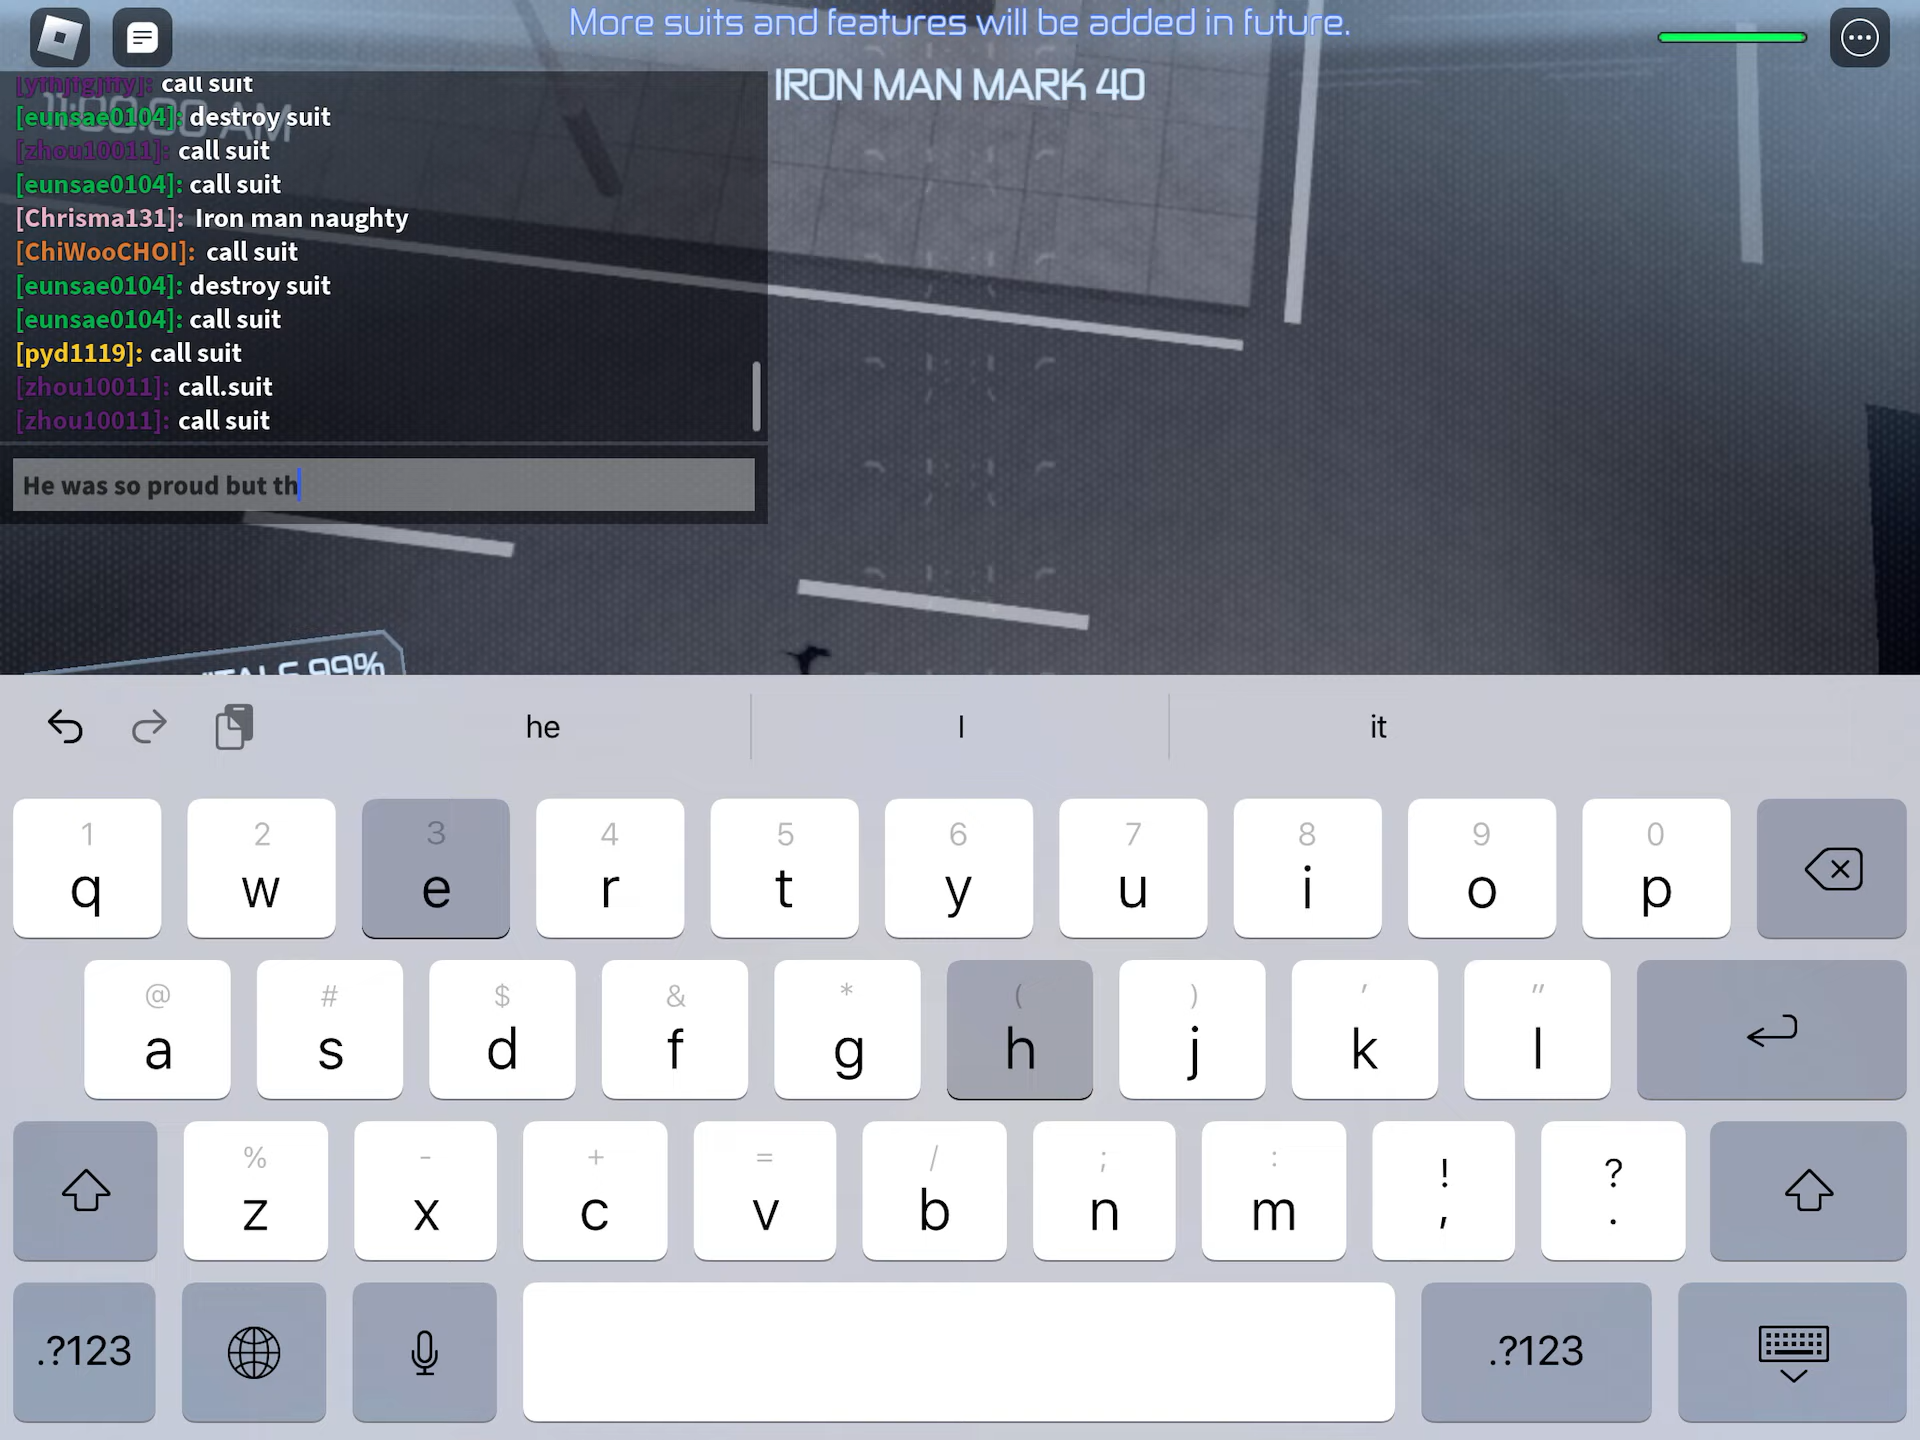 More suits and features will be added in future.
IRON MAN MARK 40
call suit
[eunsae0104]: destroy suit
[zhou10011]: call suit
[eunsae0104]: call suit
[Chrisma131]: Iron man naughty
[ChiWooCHOI]: call suit
[eunsae0104]: destroy suit
[eunsae0104]: call suit
[pyd1119]: call suit
[zhou10011]: call.suit
[zhou10011]: call suit
He was so proud but th
99%
he I it
1 2 3 4 5 6 7 8 9 0
q w e r t y u i o p
@ # $ & * ( ) ' "
a s d f g h j k l
% - + = / ; : ! ?
z x c v b n m , .
.?123 .?123